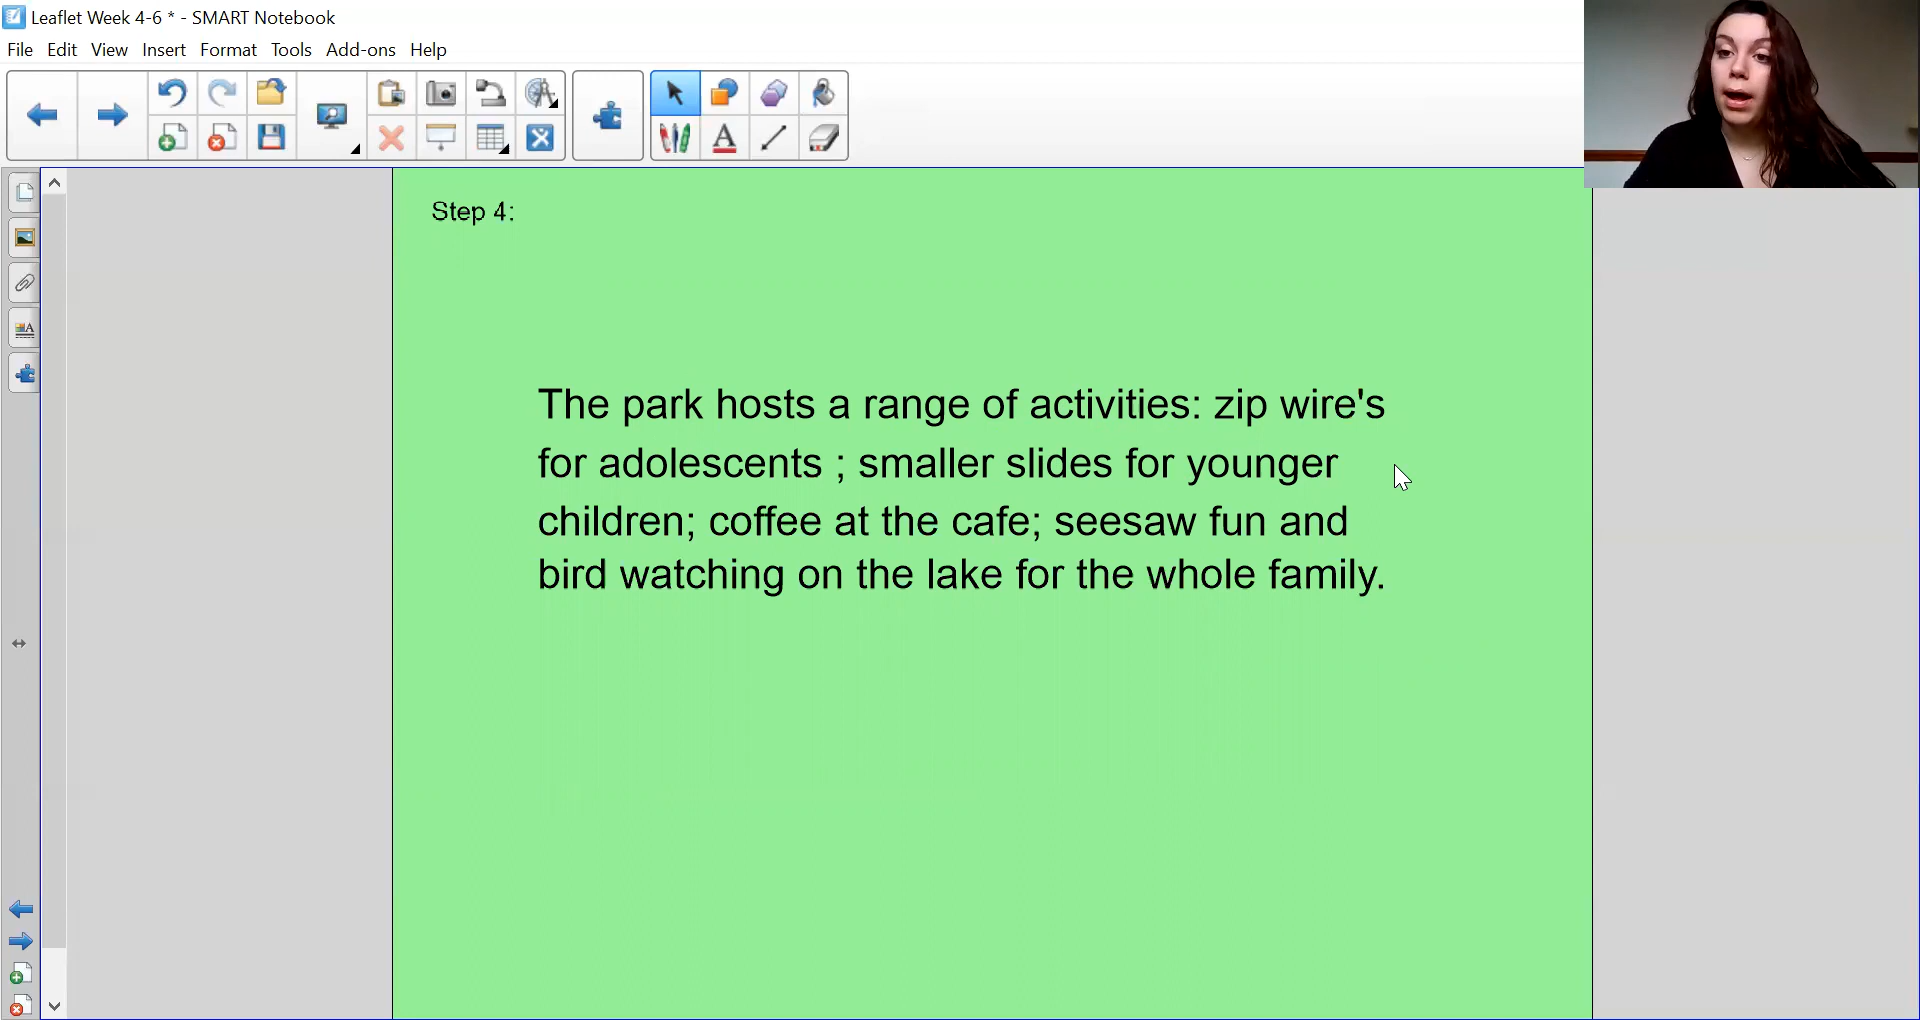 Leaflet Week 4-6 * - SMART Notebook
File Edit View Insert Format Tools Add-ons Help
Step 4:
The park hosts a range of activities: zip wire's
for adolescents ; smaller slides for younger
children; coffee at the cafe; seesaw fun and
bird watching on the lake for the whole family.